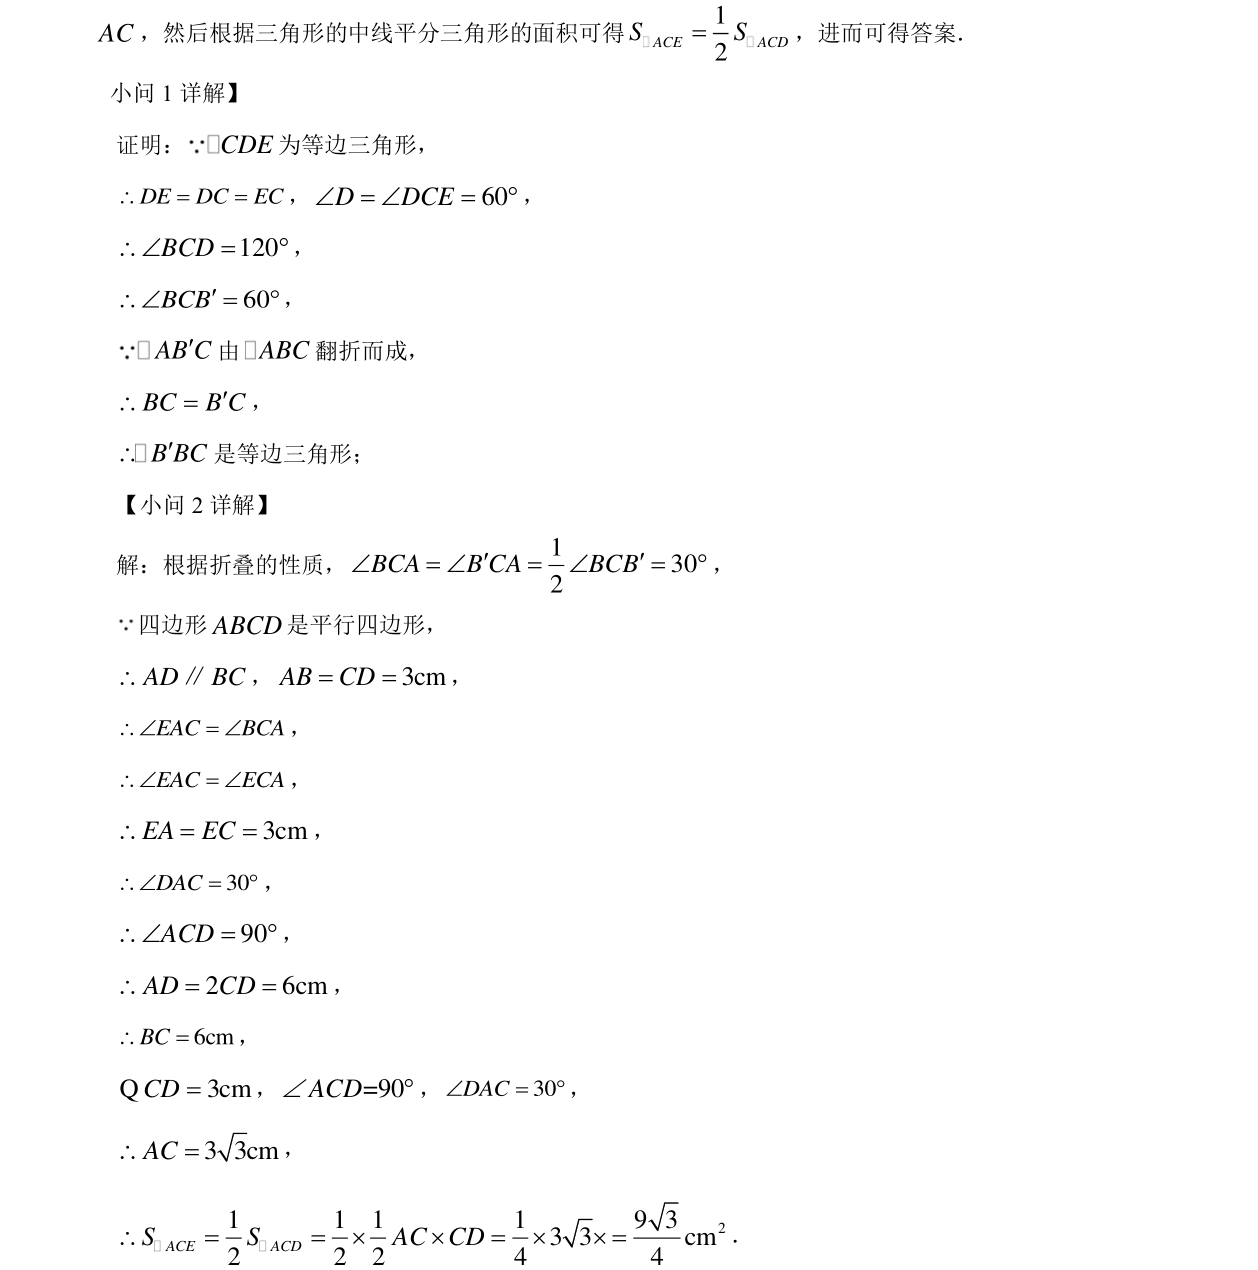 AC，然后根据三角形的中线平分三角形的面积可得 S□ACE = 1/2 S□ACD，进而可得答案.
小问 1 详解】
证明：∵□CDE 为等边三角形，
∴DE = DC = EC，∠D = ∠DCE = 60°，
∴∠BCD = 120°，
∴∠BCB′ = 60°，
∵□AB′C 由 □ABC 翻折而成，
∴BC = B′C，
∴□B′BC 是等边三角形；
【小问 2 详解】
解：根据折叠的性质，∠BCA = ∠B′CA = 1/2 ∠BCB′ = 30°，
∵四边形 ABCD 是平行四边形，
∴AD // BC，AB = CD = 3cm，
∴∠EAC = ∠BCA，
∴∠EAC = ∠ECA，
∴EA = EC = 3cm，
∴∠DAC = 30°，
∴∠ACD = 90°，
∴AD = 2CD = 6cm，
∴BC = 6cm，
Q CD = 3cm，∠ACD=90°，∠DAC = 30°，
∴AC = 3√3cm，
∴S□ACE = 1/2 S□ACD = 1/2 × 1/2 AC × CD = 1/4 × 3√3× = 9√3/4 cm².